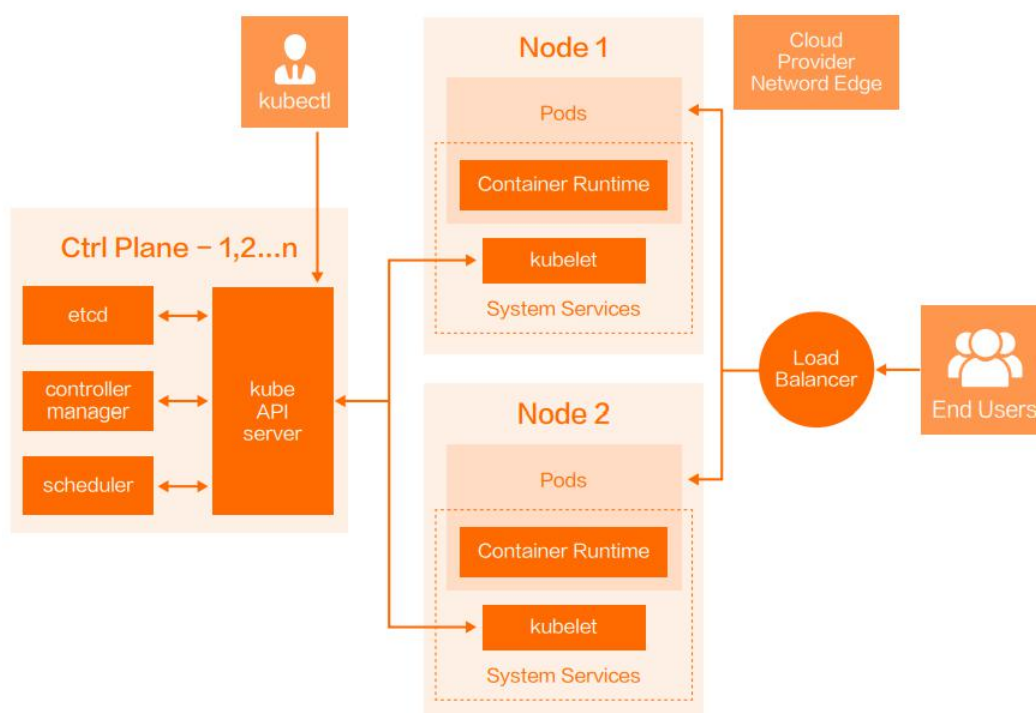 kubectl
Node 1
Pods
Container Runtime
kubelet
System Services
Cloud
Provider
Netword Edge
Ctrl Plane – 1,2...n
etcd
controller
manager
scheduler
kube
API
server
Node 2
Pods
Container Runtime
kubelet
System Services
Load
Balancer
End Users